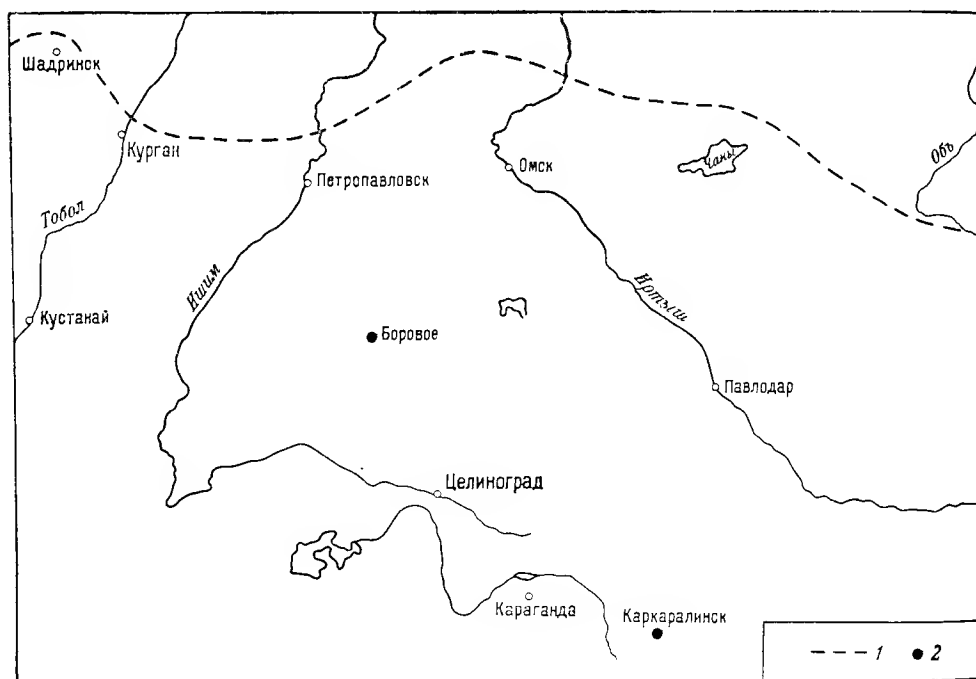 Шадринск
Курган
Чаны
Обь
Омск
Петропавловск
Тобол
Ишим
Иртыш
Кустанай
Боровое
Павлодар
Целиноград
Караганда
Каркаралинск
1 2